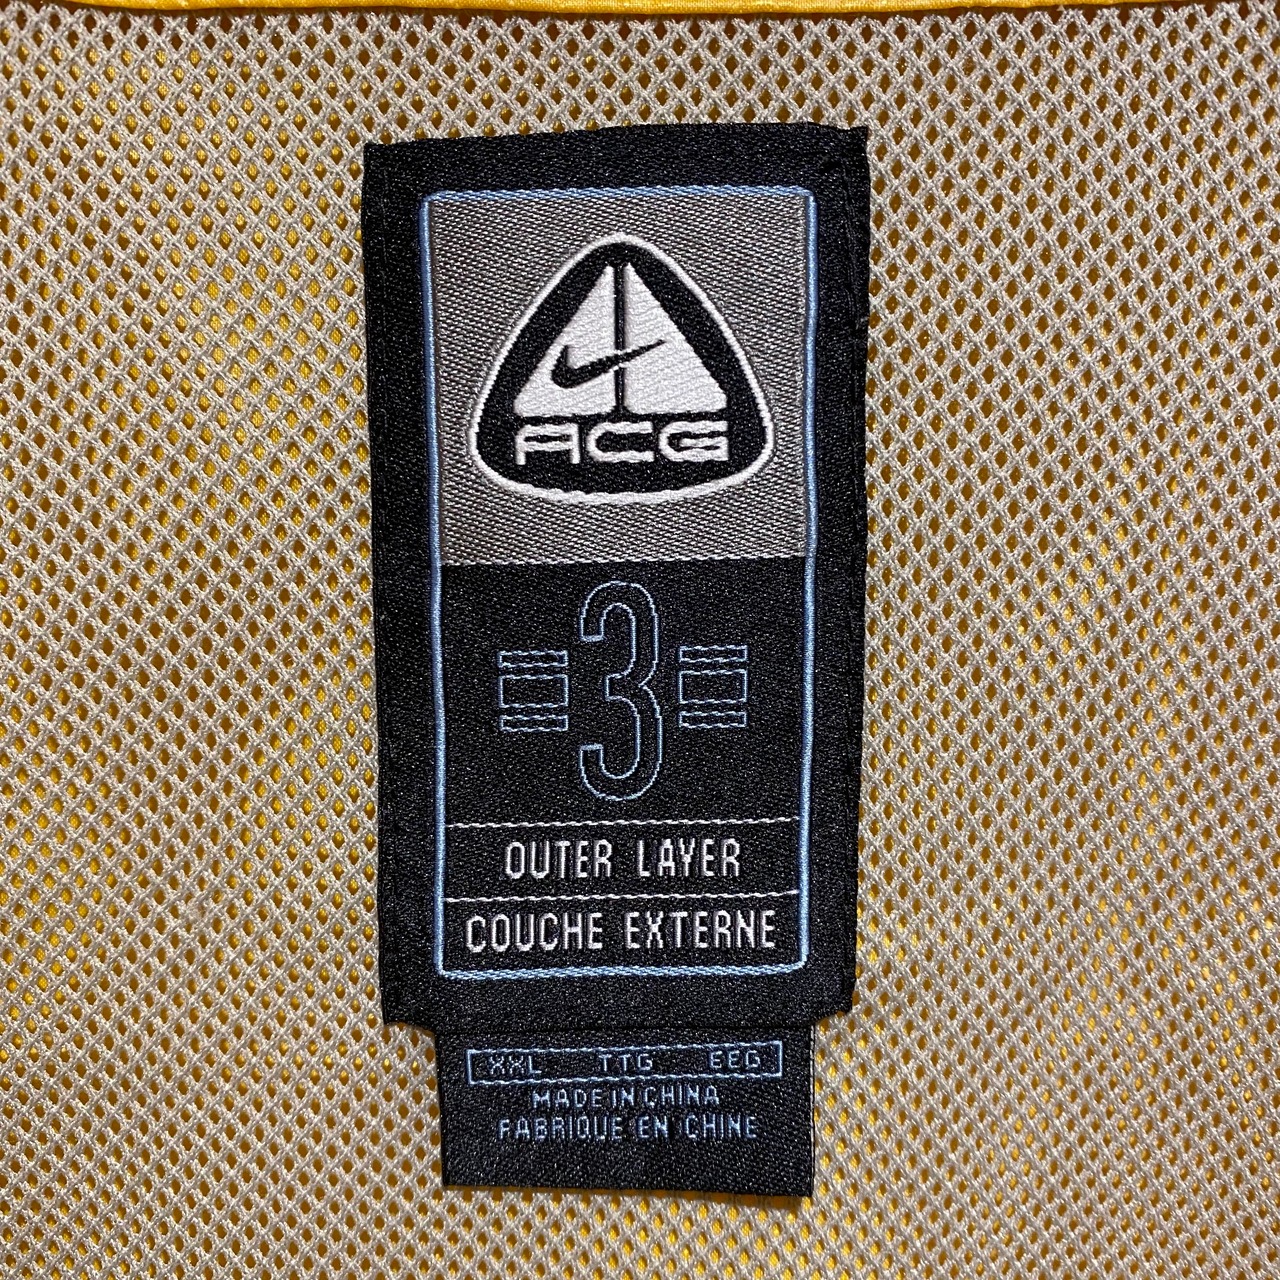 ACG
3
OUTER LAYER
COUCHE EXTERNE
XXL TTG EEG
MADE IN CHINA
FABRIQUE EN CHINE